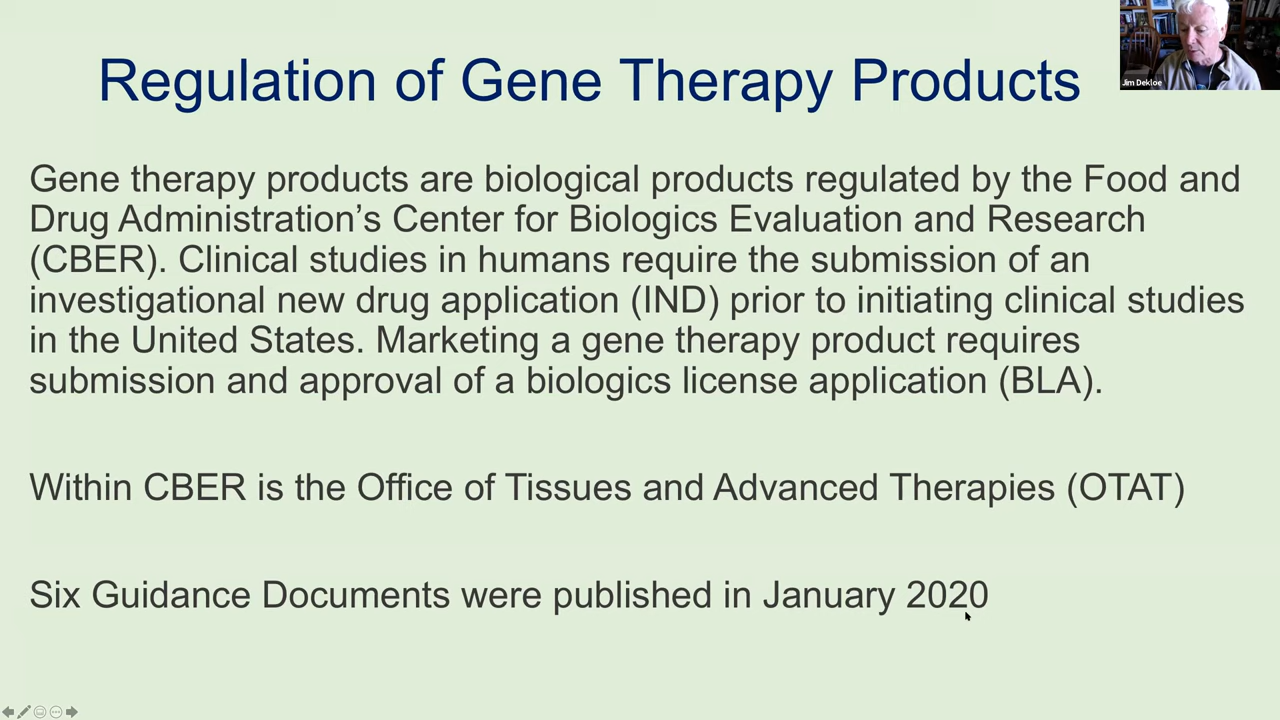 Regulation of Gene Therapy Products
Jim Dekloe
Gene therapy products are biological products regulated by the Food and
Drug Administration’s Center for Biologics Evaluation and Research
(CBER). Clinical studies in humans require the submission of an
investigational new drug application (IND) prior to initiating clinical studies
in the United States. Marketing a gene therapy product requires
submission and approval of a biologics license application (BLA).
Within CBER is the Office of Tissues and Advanced Therapies (OTAT)
Six Guidance Documents were published in January 2020